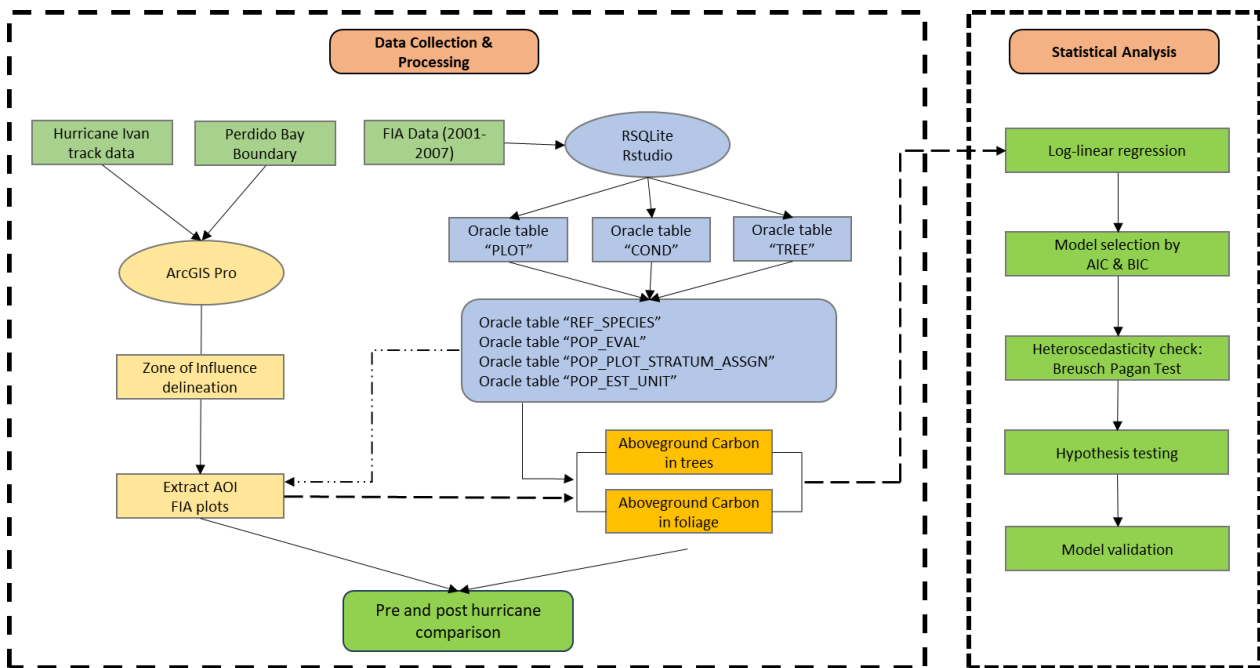 Data Collection &
Processing
Hurricane Ivan
track data
Perdido Bay
Boundary
FIA Data (2001-
2007)
RSQLite
Rstudio
Oracle table
“PLOT”
Oracle table
“COND”
Oracle table
“TREE”
ArcGIS Pro
Oracle table “REF_SPECIES”
Oracle table “POP_EVAL”
Oracle table “POP_PLOT_STRATUM_ASSGN”
Oracle table “POP_EST_UNIT”
Zone of Influence
delineation
Extract AOI
FIA plots
Aboveground Carbon
in trees
Aboveground Carbon
in foliage
Pre and post hurricane
comparison
Statistical Analysis
Log-linear regression
Model selection by
AIC & BIC
Heteroscedasticity check:
Breusch Pagan Test
Hypothesis testing
Model validation